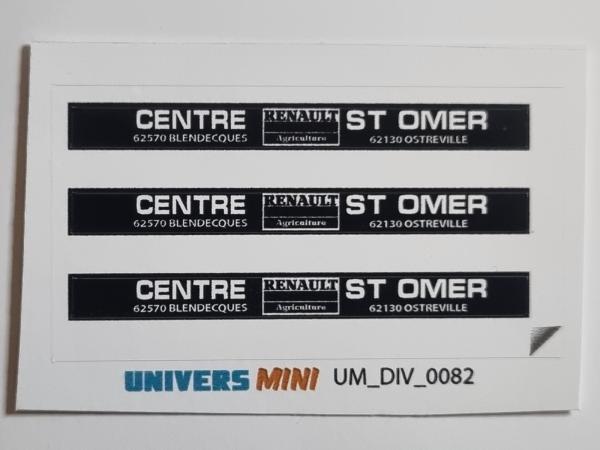 CENTRE RENAULT ST OMER
62570 BLENDECQUES Agriculture 62130 OSTREVILLE
CENTRE RENAULT ST OMER
62570 BLENDECQUES Agriculture 62130 OSTREVILLE
CENTRE RENAULT ST OMER
62570 BLENDECQUES Agriculture 62130 OSTREVILLE
UNIVERS MINI UM_DIV_0082